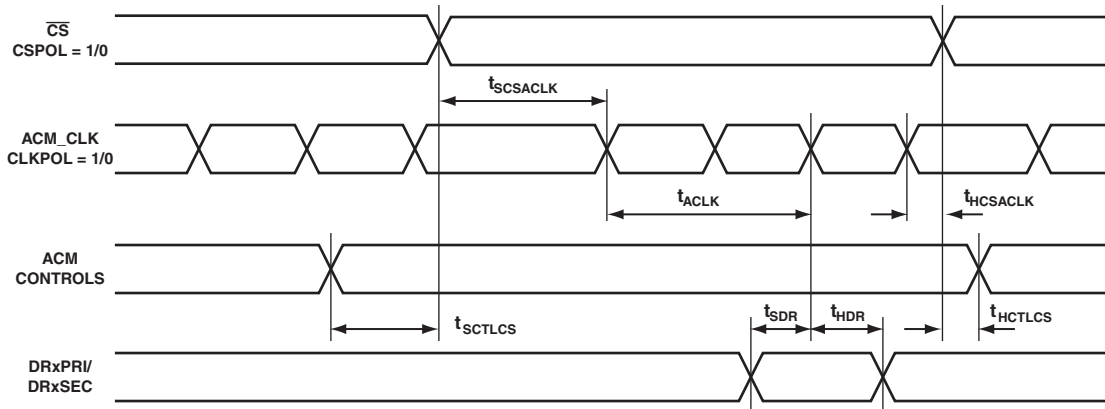 CS
CSPOL = 1/0
tSCSACLK
ACM_CLK
CLKPOL = 1/0
tACLK
tHCSACLK
ACM
CONTROLS
tSCTLCS
tSDR
tHDR
tHCTLCS
DRxPRI/
DRxSEC